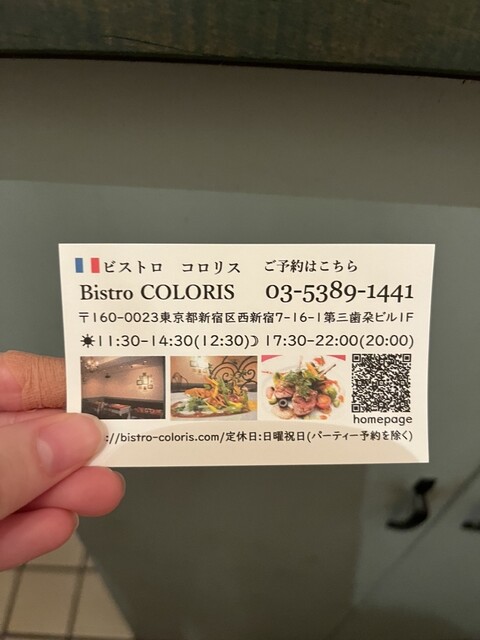 ビストロ コロリス ご予約はこちら
Bistro COLORIS 03-5389-1441
〒160-0023東京都新宿区西新宿7-16-1第三歯朶ビル1F
☀11:30-14:30(12:30)☽17:30-22:00(20:00)
homepage
://bistro-coloris.com/定休日:日曜祝日(パーティー予約を除く)